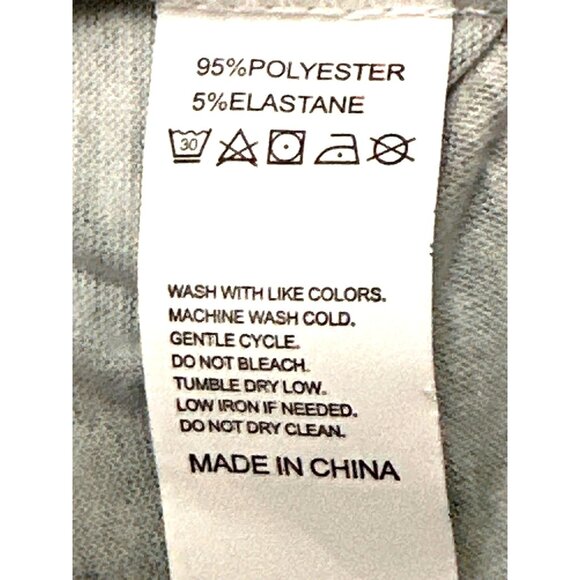 95%POLYESTER
5%ELASTANE
30
WASH WITH LIKE COLORS.
MACHINE WASH COLD.
GENTLE CYCLE.
DO NOT BLEACH.
TUMBLE DRY LOW.
LOW IRON IF NEEDED.
DO NOT DRY CLEAN.
MADE IN CHINA